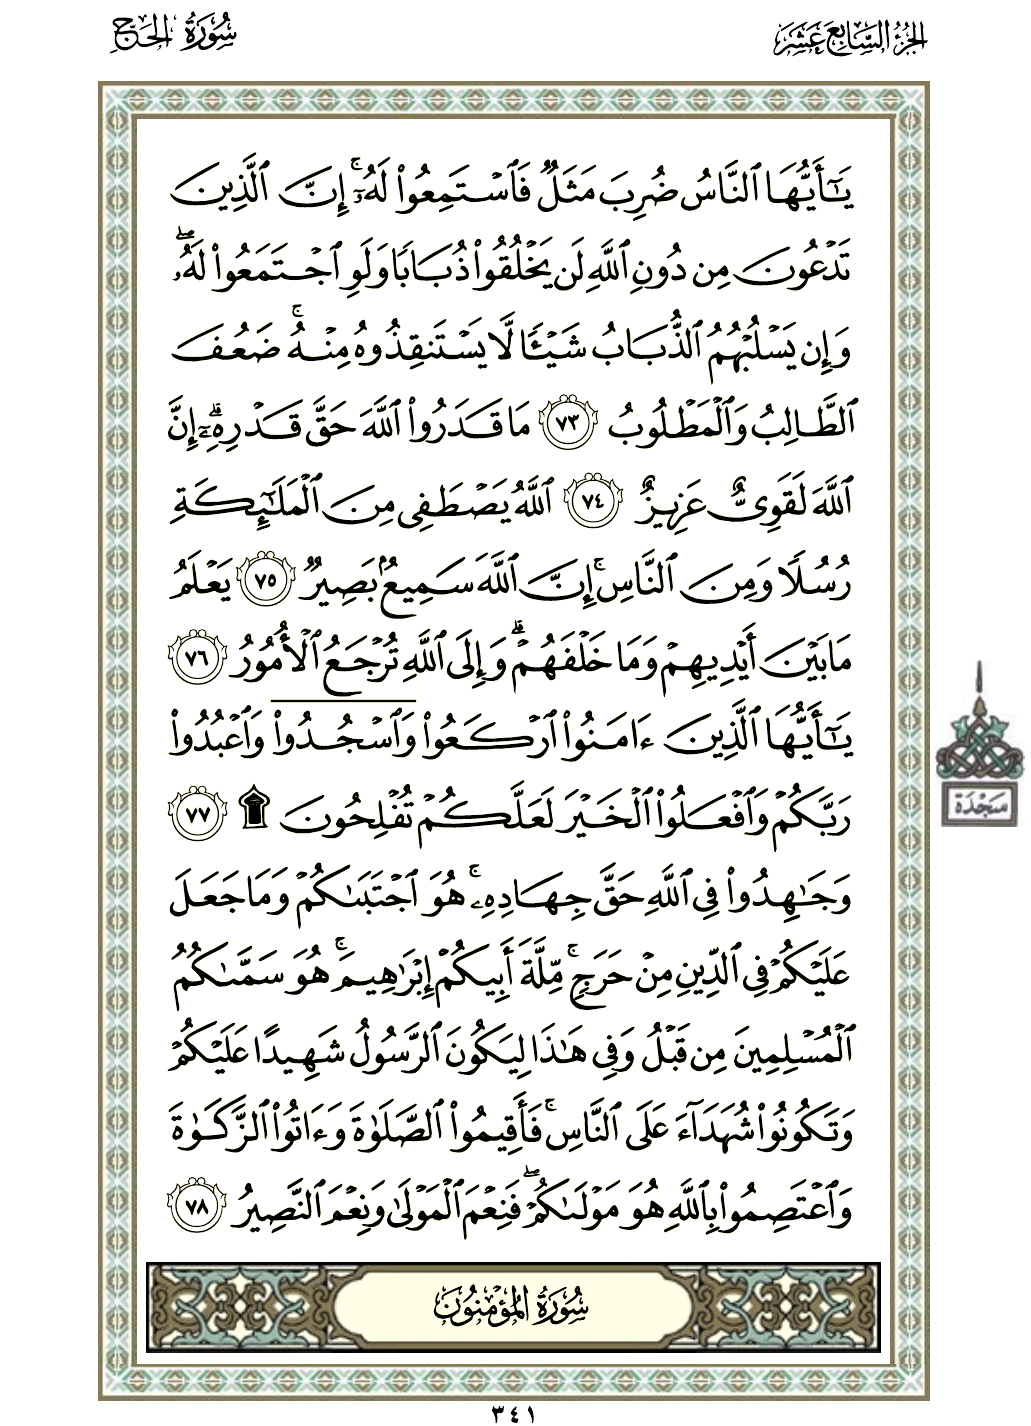 الجزء السابع عشر
سورة الحج
يَٰٓأَيُّهَا ٱلنَّاسُ ضُرِبَ مَثَلٌ فَٱسْتَمِعُوا۟ لَهُۥٓ ۚ إِنَّ ٱلَّذِينَ
تَدْعُونَ مِن دُونِ ٱللَّهِ لَن يَخْلُقُوا۟ ذُبَابًا وَلَوِ ٱجْتَمَعُوا۟ لَهُۥ ۖ
وَإِن يَسْلُبْهُمُ ٱلذُّبَابُ شَيْـًٔا لَّا يَسْتَنقِذُوهُ مِنْهُ ۚ ضَعُفَ
ٱلطَّالِبُ وَٱلْمَطْلُوبُ ٧٣ مَا قَدَرُوا۟ ٱللَّهَ حَقَّ قَدْرِهِۦٓ ۗ إِنَّ
ٱللَّهَ لَقَوِىٌّ عَزِيزٌ ٧٤ ٱللَّهُ يَصْطَفِى مِنَ ٱلْمَلَٰٓئِكَةِ
رُسُلًا وَمِنَ ٱلنَّاسِ ۚ إِنَّ ٱللَّهَ سَمِيعٌۢ بَصِيرٌ ٧٥ يَعْلَمُ
مَا بَيْنَ أَيْدِيهِمْ وَمَا خَلْفَهُمْ ۗ وَإِلَى ٱللَّهِ تُرْجَعُ ٱلْأُمُورُ ٧٦
يَٰٓأَيُّهَا ٱلَّذِينَ ءَامَنُوا۟ ٱرْكَعُوا۟ وَٱسْجُدُوا۟ وَٱعْبُدُوا۟
رَبَّكُمْ وَٱفْعَلُوا۟ ٱلْخَيْرَ لَعَلَّكُمْ تُفْلِحُونَ ۩ ٧٧
سَجْدَة
وَجَٰهِدُوا۟ فِى ٱللَّهِ حَقَّ جِهَادِهِۦ ۚ هُوَ ٱجْتَبَىٰكُمْ وَمَا جَعَلَ
عَلَيْكُمْ فِى ٱلدِّينِ مِنْ حَرَجٍ ۚ مِّلَّةَ أَبِيكُمْ إِبْرَٰهِيمَ ۚ هُوَ سَمَّىٰكُمُ
ٱلْمُسْلِمِينَ مِن قَبْلُ وَفِى هَٰذَا لِيَكُونَ ٱلرَّسُولُ شَهِيدًا عَلَيْكُمْ
وَتَكُونُوا۟ شُهَدَآءَ عَلَى ٱلنَّاسِ ۚ فَأَقِيمُوا۟ ٱلصَّلَوٰةَ وَءَاتُوا۟ ٱلزَّكَوٰةَ
وَٱعْتَصِمُوا۟ بِٱللَّهِ هُوَ مَوْلَىٰكُمْ ۖ فَنِعْمَ ٱلْمَوْلَىٰ وَنِعْمَ ٱلنَّصِيرُ ٧٨
سورة المؤمنون
٣٤١